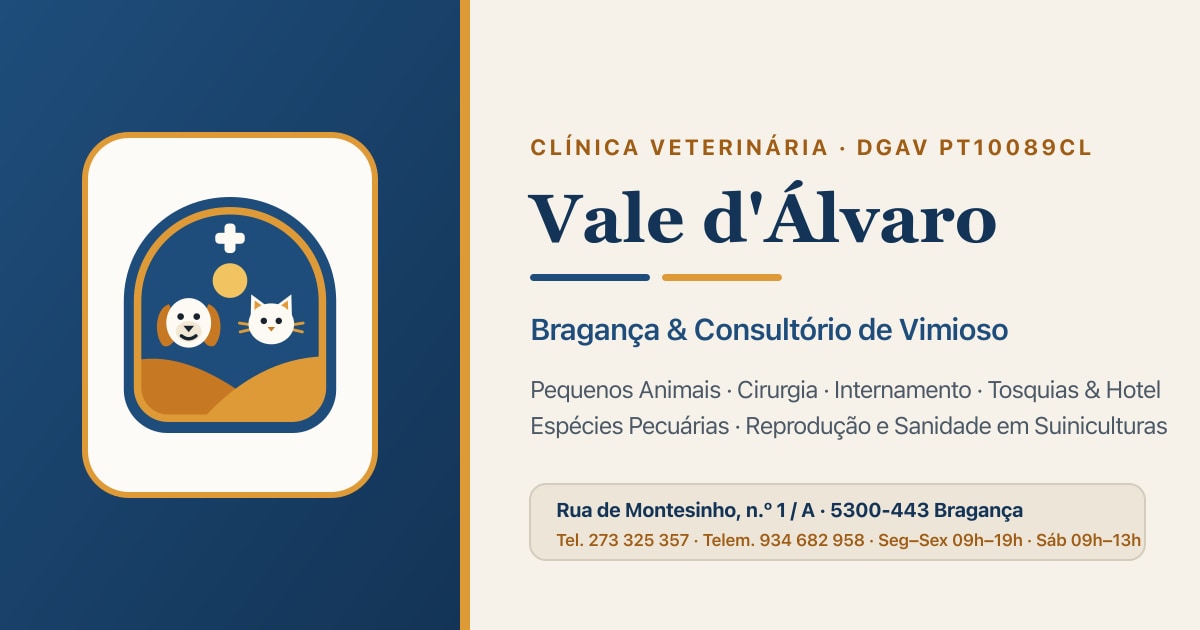 CLÍNICA VETERINÁRIA · DGAV PT10089CL
Vale d'Álvaro
Bragança & Consultório de Vimioso
Pequenos Animais · Cirurgia · Internamento · Tosquias & Hotel
Espécies Pecuárias · Reprodução e Sanidade em Suiniculturas
Rua de Montesinho, n.º 1 / A · 5300-443 Bragança
Tel. 273 325 357 · Telem. 934 682 958 · Seg–Sex 09h–19h · Sáb 09h–13h